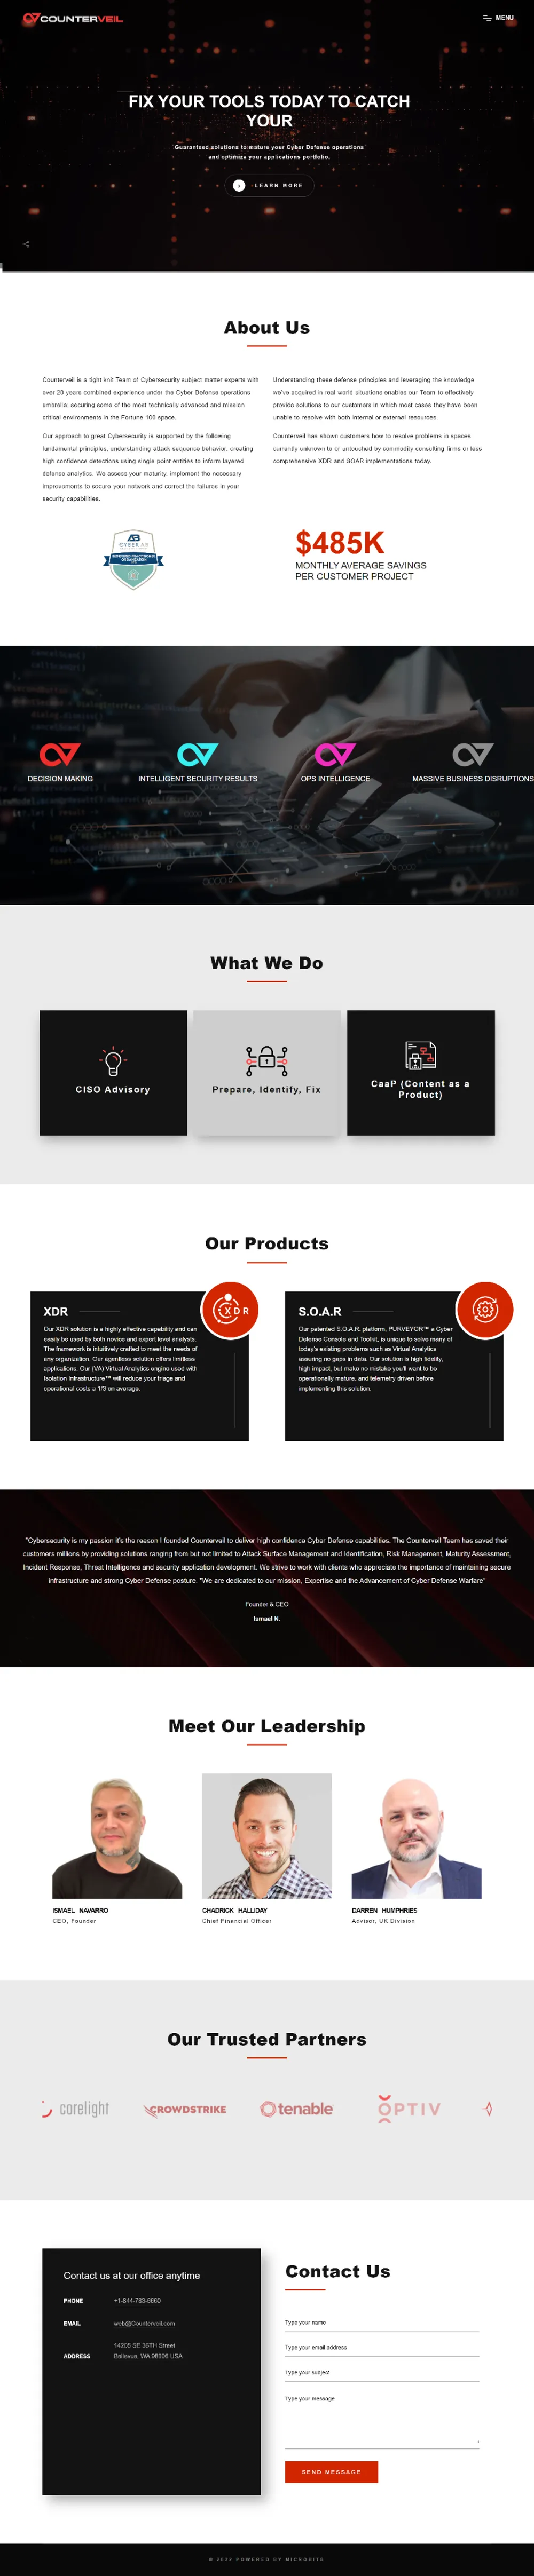 COUNTERVEIL
MENU
FIX YOUR TOOLS TODAY TO CATCH
YOUR
Guaranteed solutions to mature your Cyber Defense operations
and optimize your applications portfolio.
LEARN MORE
About Us
Counterveil is a tight knit Team of Cybersecurity subject matter experts with
over 20 years combined experience under the Cyber Defense operations
umbrella; securing some of the most technically advanced and mission
critical environments in the Fortune 100 space.
Our approach to great Cybersecurity is supported by the following
fundamental principles, understanding attack sequence behavior, creating
high confidence detections using single point entities to inform layered
defense analytics. We assess your maturity, implement the necessary
improvements to secure your network and correct the failures in your
security capabilities.
Understanding these defense principles and leveraging the knowledge
we've acquired in real world situations enables our Team to effectively
provide solution to our customers in which most cases they have been
unable to resolve with both internal or external resources.
Counterveil has shown customers how to resolve problems in spaces
currently unknown to or untouched by commodity consulting firms or less
comprehensive XDR and SOAR implementations today.
AB
CYBER AB
REGISTERED PRACTITIONER
ORGANIZATION
$485K
MONTHLY AVERAGE SAVINGS
PER CUSTOMER PROJECT
DECISION MAKING
INTELLIGENT SECURITY RESULTS
OPS INTELLIGENCE
MASSIVE BUSINESS DISRUPTIONS
What We Do
CISO Advisory
Prepare, Identify, Fix
CaaP (Content as a
Product)
Our Products
XDR
XDR
Our XDR solution is a highly effective capability and can
easily be used by both novice and expert level analysts.
The framework is intuitively crafted to meet the needs of
any organization. Our agentless solution offers limitless
applications. Our (VA) Virtual Analytics engine used with
Isolation Infrastructure™ will reduce your triage and
operational costs a 1/3 on average.
S.O.A.R
Our patented S.O.A.R. platform, PURVEYOR™ a Cyber
Defense Console and Toolkit, is unique to solve many of
today's existing problems such as Virtual Analytics
assuring no gaps in data. Our solution is high fidelity,
high impact, but make no mistake you'll want to be
operationally mature, and telemetry driven before
implementing this solution.
"Cybersecurity is my passion it's the reason I founded Counterveil to deliver high confidence Cyber Defense capabilities. The Counterveil Team has saved their
customers millions by providing solutions ranging from but not limited to Attack Surface Management and Identification, Risk Management, Maturity Assessment,
Incident Response, Threat Intelligence and security application development. We strive to work with clients who appreciate the importance of maintaining secure
infrastructure and strong Cyber Defense posture. "We are dedicated to our mission, Expertise and the Advancement of Cyber Defense Warfare"
Founder & CEO
Ismael N.
Meet Our Leadership
ISMAEL NAVARRO
CEO, Founder
CHADRICK HALLIDAY
Chief Financial Officer
DARREN HUMPHRIES
Advisor, UK Division
Our Trusted Partners
corelight
CROWDSTRIKE
tenable
OPTIV
Contact us at our office anytime
PHONE
+1-844-783-6660
EMAIL
web@Counterveil.com
ADDRESS
14205 SE 36TH Street
Bellevue, WA 98006 USA
Contact Us
Type your name
Type your email address
Type your subject
Type your message
SEND MESSAGE
© 2022 POWERED BY MICROBITS